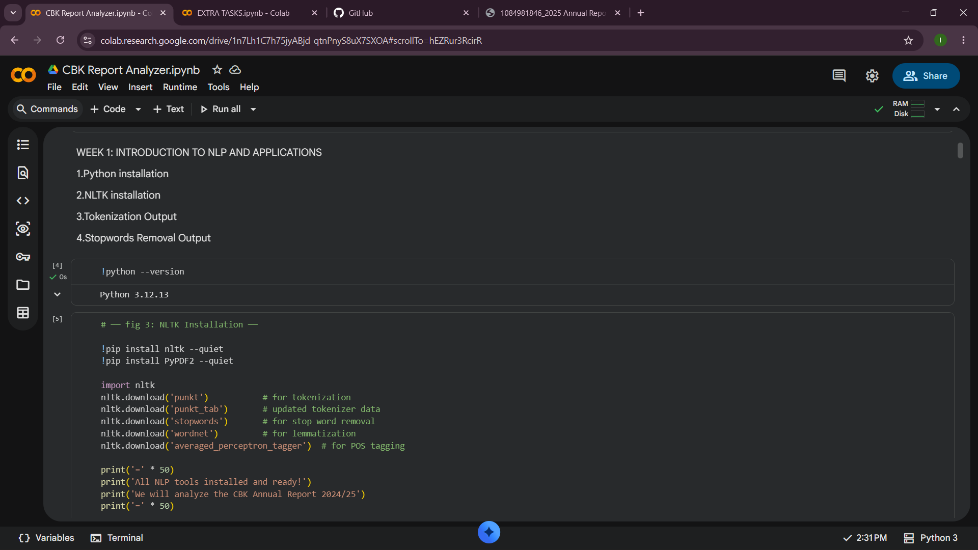 CBK Report Analyzer.ipynb - Co
EXTRA TASKS.ipynb - Colab
GitHub
1084981846_2025 Annual Repo
colab.research.google.com/drive/1n7Lh1C7h75jyABjd-qtnPnyS8uX7SXOA#scrollTo=hEZRur3RcirR
CBK Report Analyzer.ipynb
File Edit View Insert Runtime Tools Help
Share
Commands + Code + Text Run all
RAM
Disk
WEEK 1: INTRODUCTION TO NLP AND APPLICATIONS
1.Python installation
2.NLTK installation
3.Tokenization Output
4.Stopwords Removal Output
[4]
0s
!python --version
Python 3.12.13
[5]
# —— fig 3: NLTK Installation ——
!pip install nltk --quiet
!pip install PyPDF2 --quiet
import nltk
nltk.download('punkt') # for tokenization
nltk.download('punkt_tab') # updated tokenizer data
nltk.download('stopwords') # for stop word removal
nltk.download('wordnet') # for lemmatization
nltk.download('averaged_perceptron_tagger') # for POS tagging
print('~' * 50)
print('All NLP tools installed and ready!')
print('We will analyze the CBK Annual Report 2024/25')
print('~' * 50)
Variables Terminal
2:31 PM Python 3